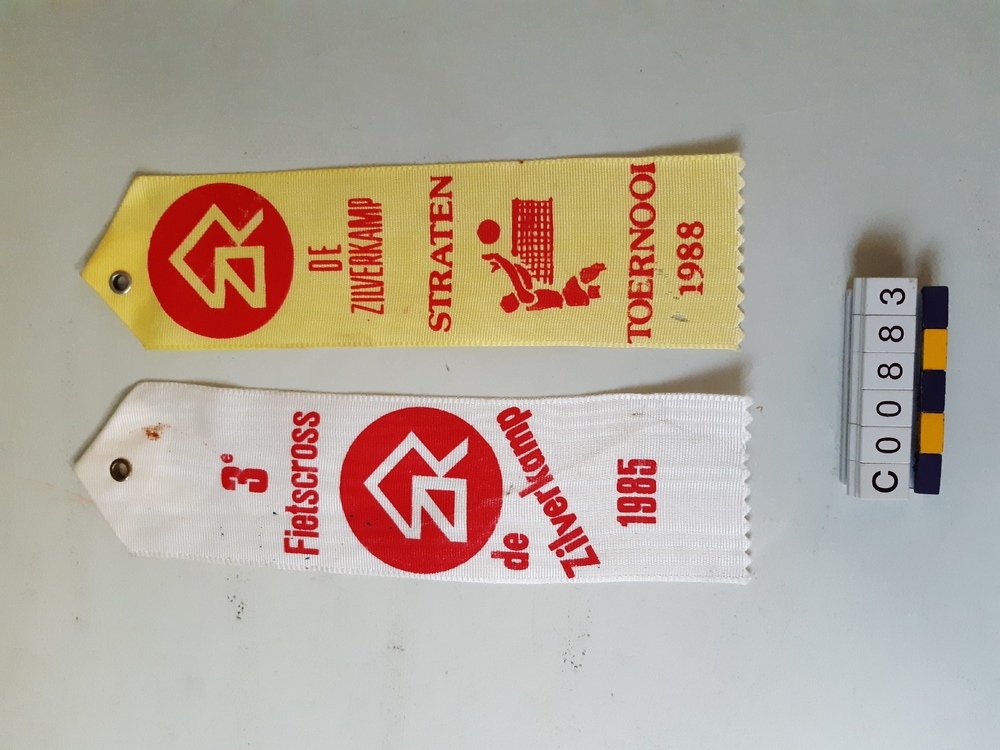 DE
ZILVERKAMP
STRATEN
TOERNOOI
1988
3e
Fietscross
de
Zilverkamp
1985
C00883